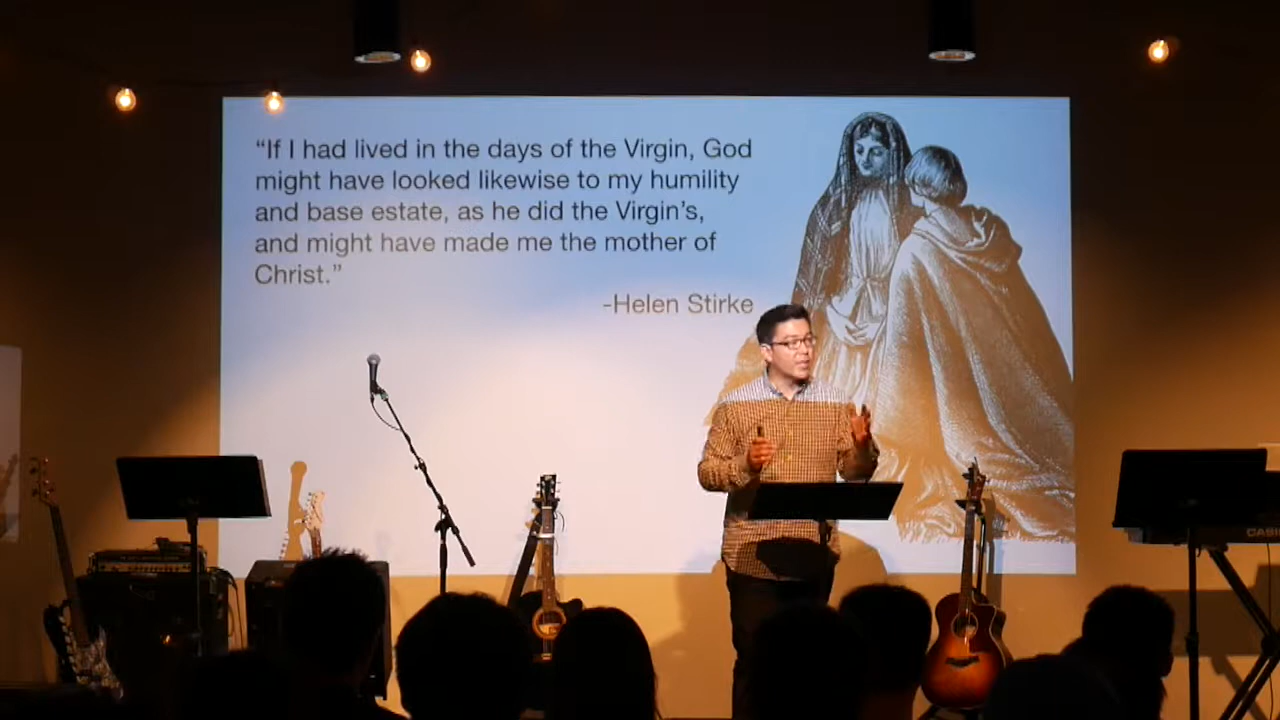 “If I had lived in the days of the Virgin, God
might have looked likewise to my humility
and base estate, as he did the Virgin’s,
and might have made me the mother of
Christ.”
-Helen Stirke